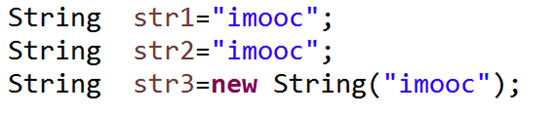 String  str1="imooc";
String  str2="imooc";
String  str3=new String("imooc");